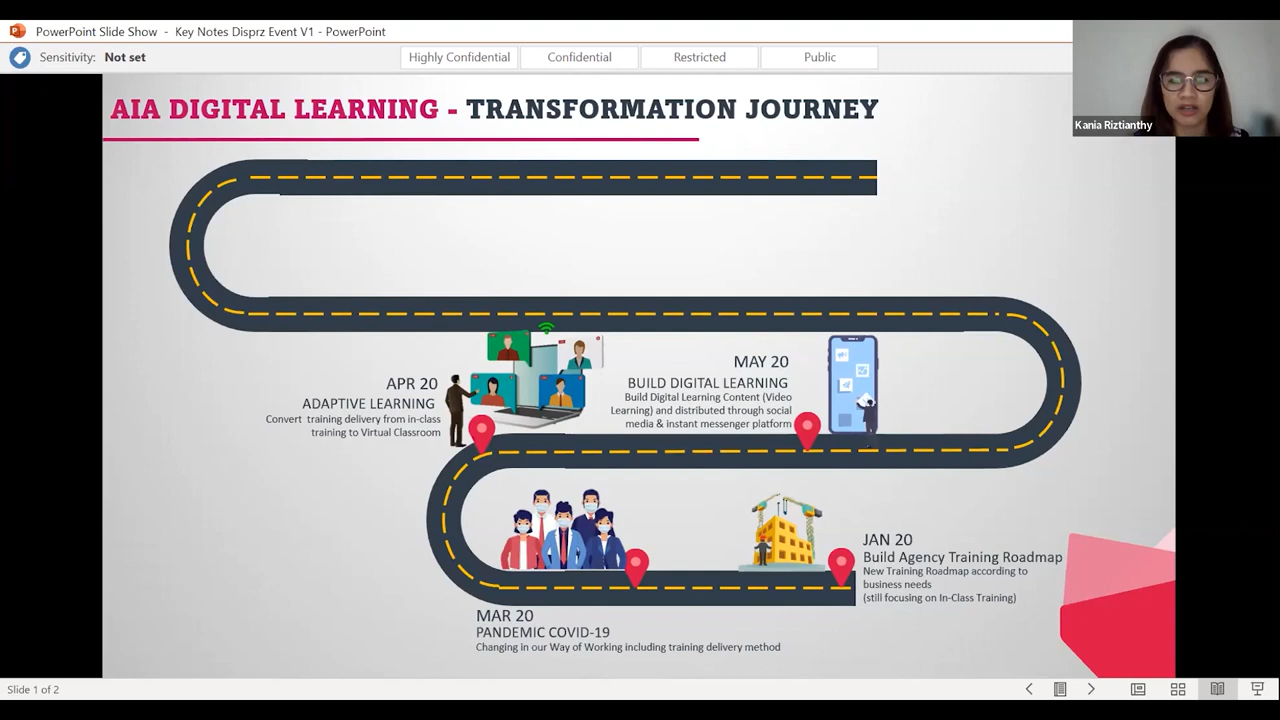 PowerPoint Slide Show - Key Notes Disprz Event V1 - PowerPoint
Sensitivity: Not set
Highly Confidential
Confidential
Restricted
Public
Kania Riztianthy
AIA DIGITAL LEARNING - TRANSFORMATION JOURNEY
APR 20
ADAPTIVE LEARNING
Convert training delivery from in-class
training to Virtual Classroom
MAY 20
BUILD DIGITAL LEARNING
Build Digital Learning Content (Video
Learning) and distributed through social
media & instant messenger platform
JAN 20
Build Agency Training Roadmap
New Training Roadmap according to
business needs
(still focusing on In-Class Training)
MAR 20
PANDEMIC COVID-19
Changing in our Way of Working including training delivery method
Slide 1 of 2